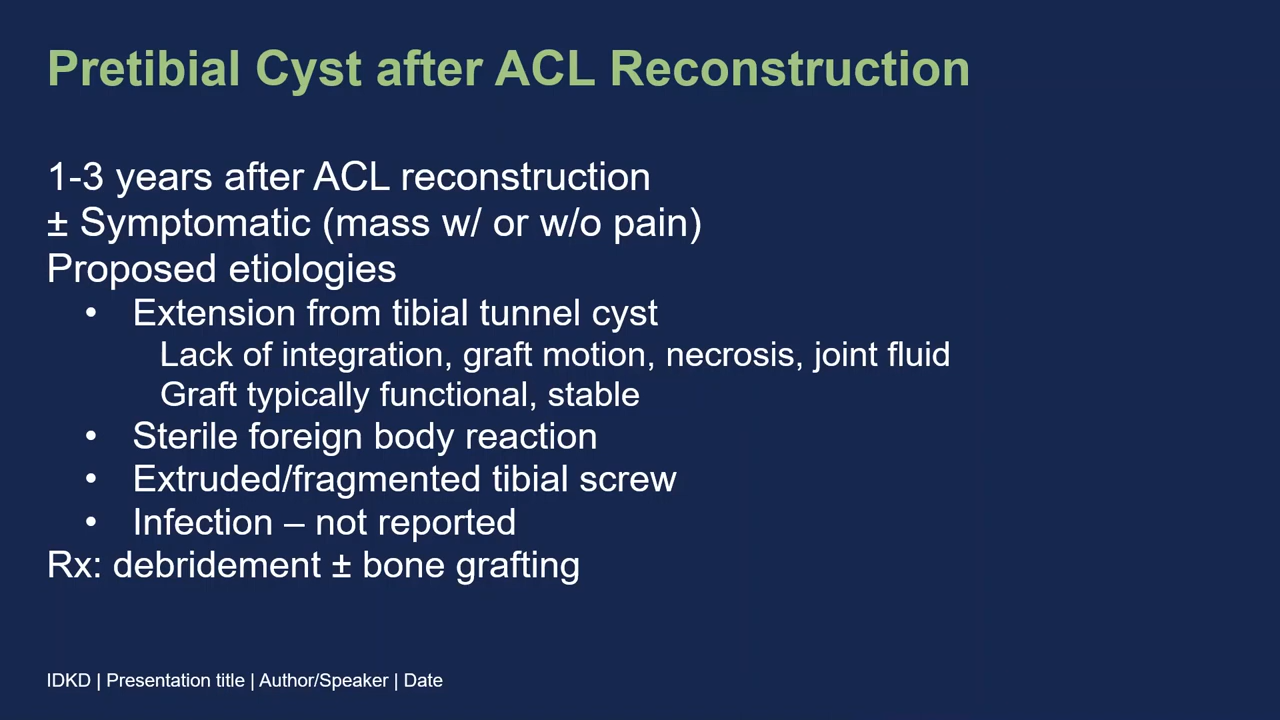 Pretibial Cyst after ACL Reconstruction
1-3 years after ACL reconstruction
± Symptomatic (mass w/ or w/o pain)
Proposed etiologies
• Extension from tibial tunnel cyst
Lack of integration, graft motion, necrosis, joint fluid
Graft typically functional, stable
• Sterile foreign body reaction
• Extruded/fragmented tibial screw
• Infection – not reported
Rx: debridement ± bone grafting
IDKD | Presentation title | Author/Speaker | Date